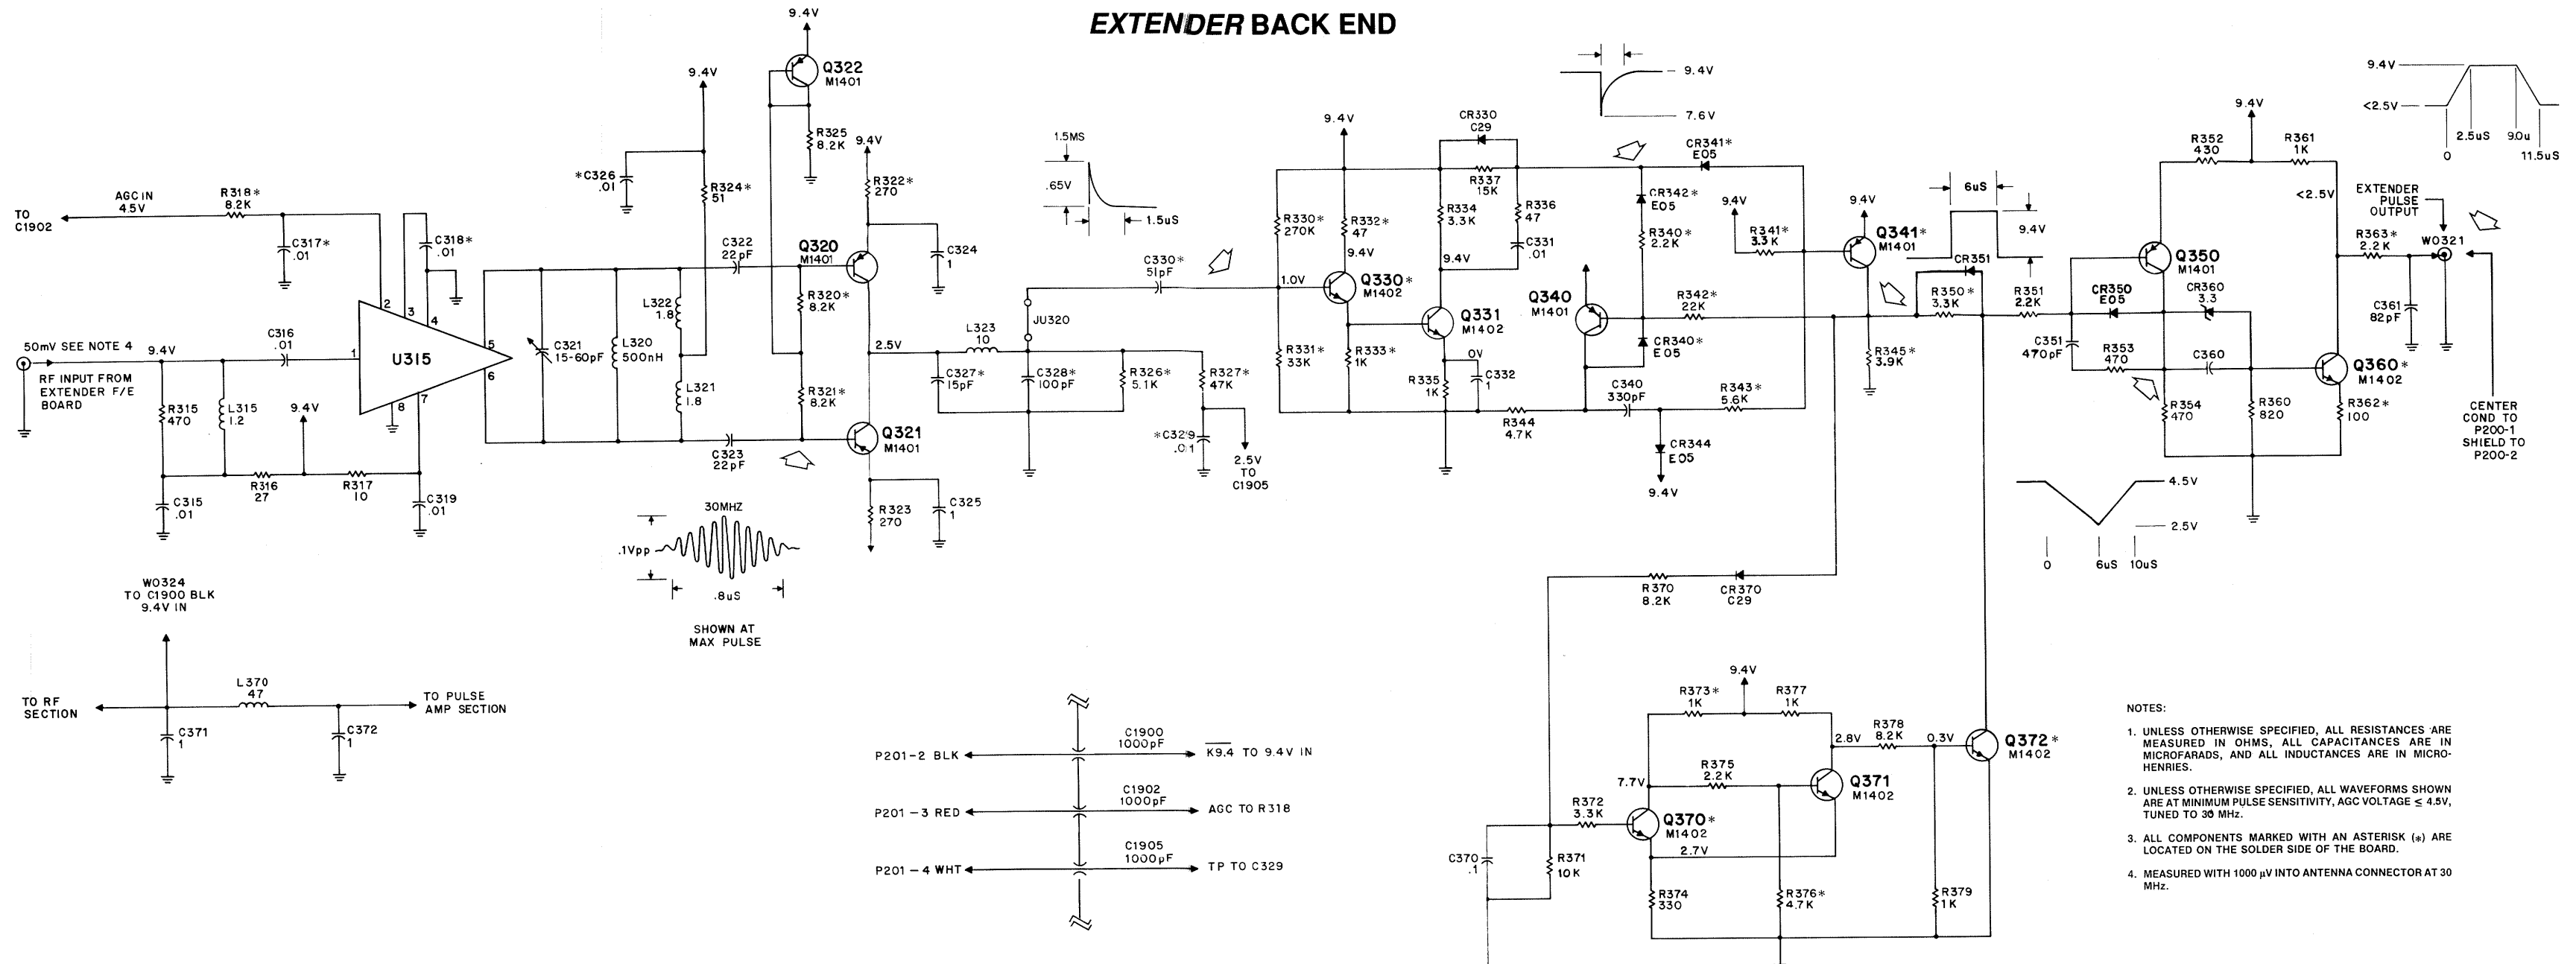 EXTENDER BACK END
9.4V
Q322
M1401
R325
8.2K
9.4V
*C326
.01
R324*
51
9.4V
R322*
270
C324
1
C322
22pF
Q320
M1401
AGC IN
4.5V
TO
C1902
R318*
8.2K
C317*
.01
C318*
.01
2
3
4
50mV SEE NOTE 4
9.4V
C316
.01
1
U315
5
6
7
8
RF INPUT FROM
EXTENDER F/E
BOARD
R315
470
L315
1.2
9.4V
R316
27
R317
10
C315
.01
C319
.01
C321
15-60pF
L320
500nH
L322
1.8
L321
1.8
R320*
8.2K
R321*
8.2K
C323
22pF
Q321
M1401
R323
270
C325
1
30MHZ
.1Vpp
.8uS
SHOWN AT
MAX PULSE
2.5V
L323
10
JU320
C327*
15pF
C328*
100pF
R326*
5.1K
R327*
47K
*C329
.01
2.5V
TO
C1905
1.5MS
.65V
1.5uS
C330*
51pF
1.0V
R330*
270K
R331*
33K
9.4V
R332*
47
9.4V
Q330*
M1402
R333*
1K
CR330
C29
R337
15K
R334
3.3K
R336
47
C331
.01
9.4V
Q331
M1402
0V
R335
1K
C332
1
R344
4.7K
9.4V
7.6V
CR341*
E05
CR342*
E05
R340*
2.2K
Q340
M1401
R342*
22K
CR340*
E05
C340
330pF
R343*
5.6K
CR344
E05
9.4V
9.4V
R341*
3.3K
9.4V
Q341*
M1401
R345*
3.9K
6uS
9.4V
CR351
R350*
3.3K
R351
2.2K
C351
470pF
R353
470
CR350
E05
Q350
M1401
CR360
3.3
C360
R354
470
R360
820
R352
430
9.4V
R361
1K
<2.5V
Q360*
M1402
R362*
100
R363*
2.2K
C361
82pF
EXTENDER
PULSE
OUTPUT
W0321
CENTER
COND TO
P200-1
SHIELD TO
P200-2
9.4V
<2.5V
0
2.5uS
9.0u
11.5uS
4.5V
2.5V
0
6uS
10uS
R370
8.2K
CR370
C29
W0324
TO C1900 BLK
9.4V IN
TO RF
SECTION
L370
47
TO PULSE
AMP SECTION
C371
1
C372
1
P201-2 BLK
C1900
1000pF
K9.4 TO 9.4V IN
P201-3 RED
C1902
1000pF
AGC TO R318
P201-4 WHT
C1905
1000pF
TP TO C329
9.4V
R373*
1K
R377
1K
7.7V
R375
2.2K
2.8V
R378
8.2K
0.3V
Q372*
M1402
Q371
M1402
R372
3.3K
Q370*
M1402
2.7V
C370
.1
R371
10K
R374
330
R376*
4.7K
R379
1K
NOTES:
1. UNLESS OTHERWISE SPECIFIED, ALL RESISTANCES ARE
MEASURED IN OHMS, ALL CAPACITANCES ARE IN
MICROFARADS, AND ALL INDUCTANCES ARE IN MICRO-
HENRIES.
2. UNLESS OTHERWISE SPECIFIED, ALL WAVEFORMS SHOWN
ARE AT MINIMUM PULSE SENSITIVITY, AGC VOLTAGE ≤ 4.5V,
TUNED TO 30 MHz.
3. ALL COMPONENTS MARKED WITH AN ASTERISK (*) ARE
LOCATED ON THE SOLDER SIDE OF THE BOARD.
4. MEASURED WITH 1000 µV INTO ANTENNA CONNECTOR AT 30
MHz.